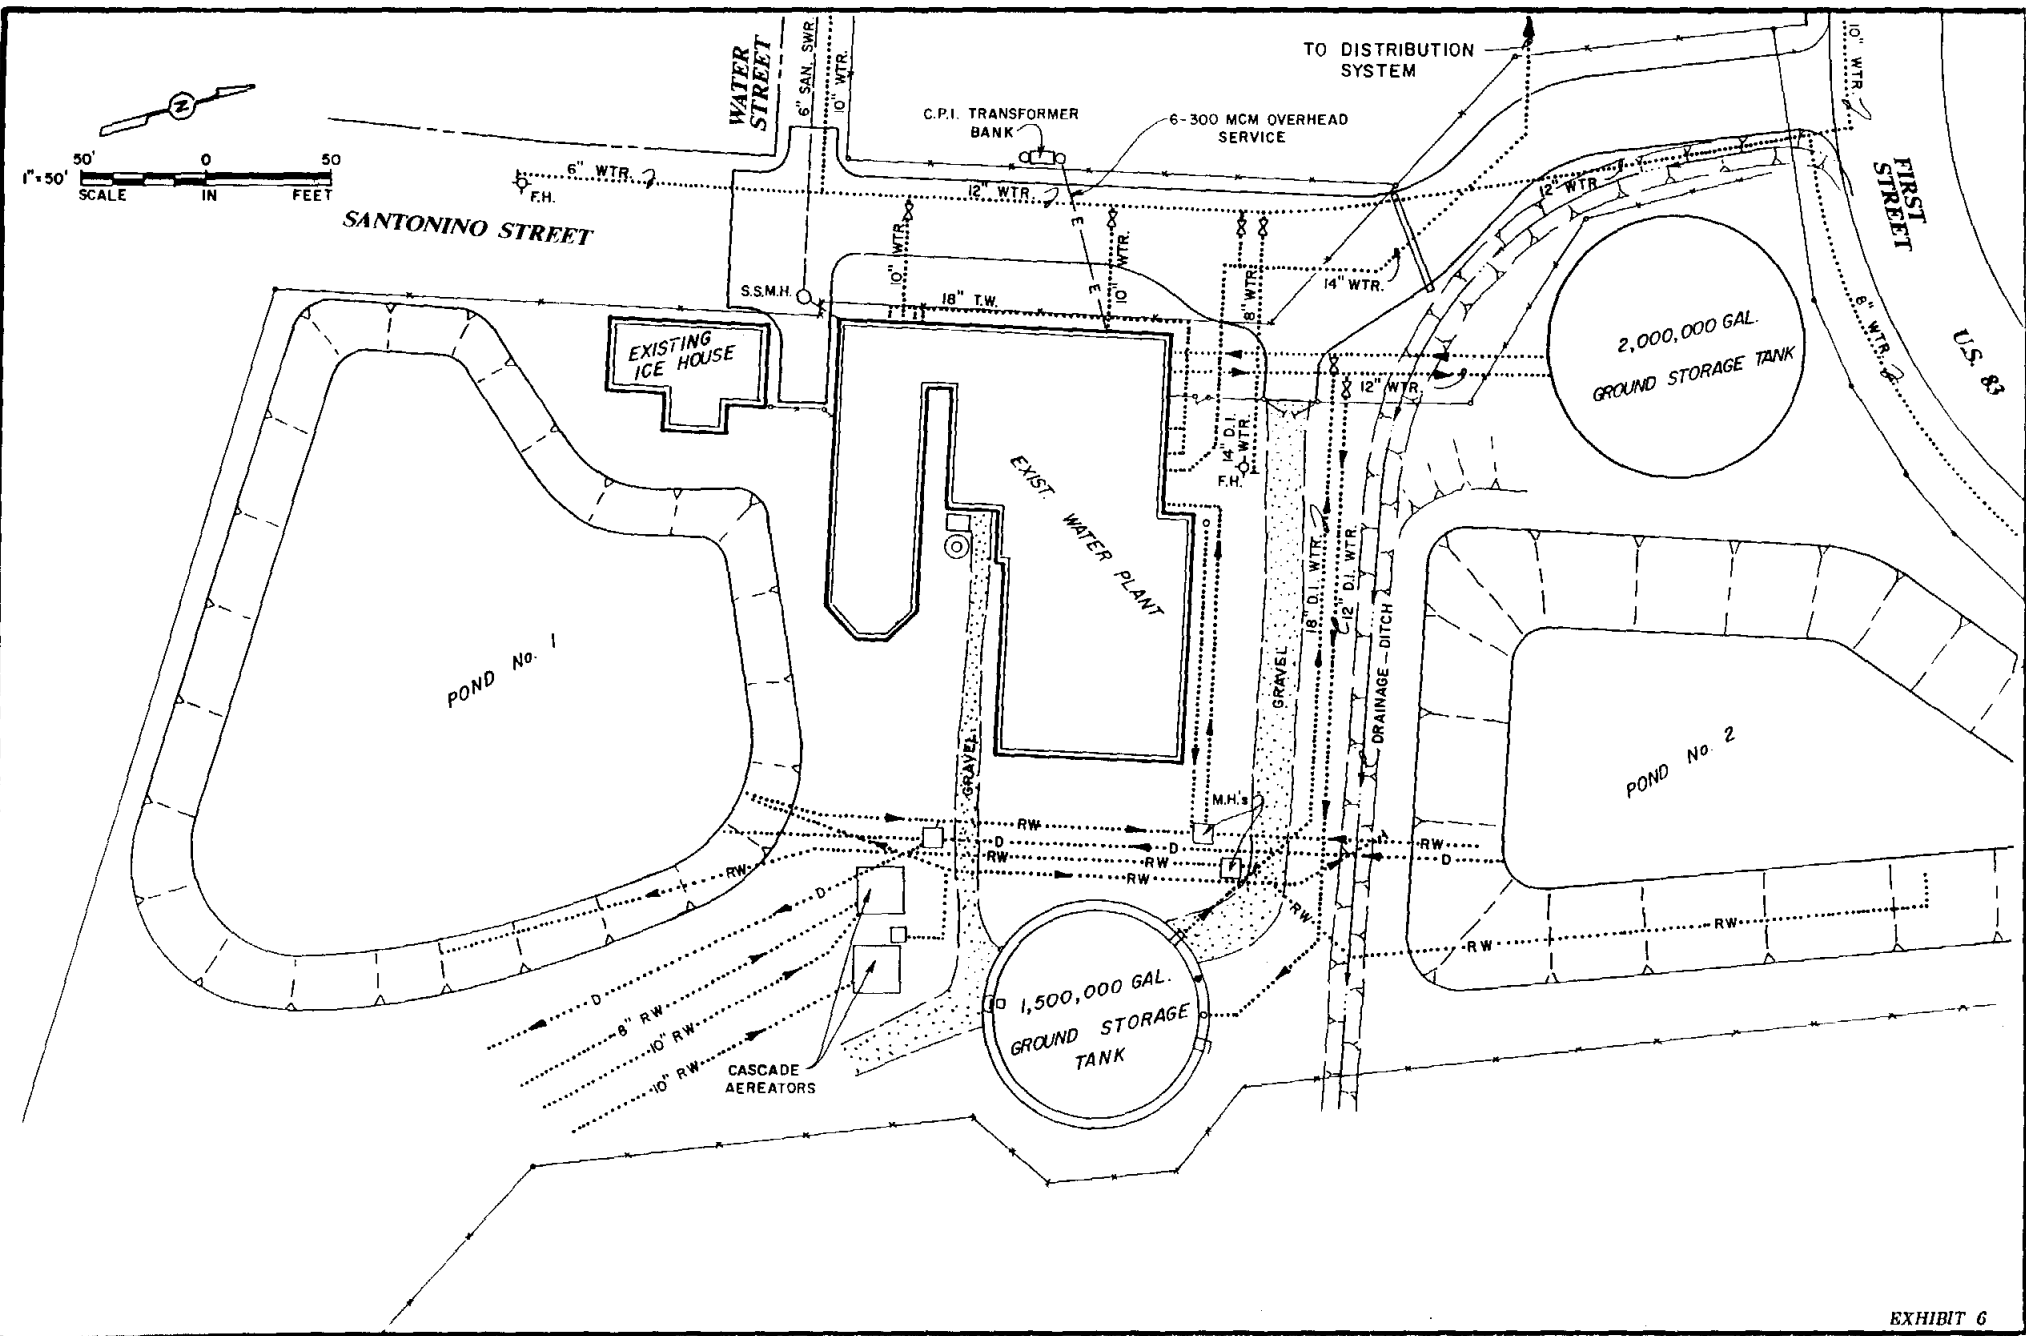 TO DISTRIBUTION
SYSTEM
WATER
STREET
6" SAN. SWR.
10" WTR.
10" WTR.
C.P.I. TRANSFORMER
BANK
6-300 MCM OVERHEAD
SERVICE
N
50' 0 50
1"=50'
SCALE IN FEET
6" WTR.
F.H.
12" WTR.
12" WTR.
FIRST
STREET
SANTONINO STREET
E
E
10" WTR.
10" WTR.
8" WTR.
14" WTR.
S.S.M.H.
18" T.W.
8" WTR.
U.S. 83
EXISTING
ICE HOUSE
2,000,000 GAL.
GROUND STORAGE TANK
12" WTR.
14" D.I.
WTR.
F.H.
EXIST. WATER PLANT
18" D.I. WTR.
12" D.I. WTR.
DRAINAGE DITCH
GRAVEL
GRAVEL
POND No. 1
POND No. 2
M.H.'s
RW
D
D
RW
RW
RW
RW
D
RW
D
RW
RW
RW
D
8" RW
10" RW
10" RW
CASCADE
AEREATORS
1,500,000 GAL.
GROUND STORAGE
TANK
EXHIBIT 6